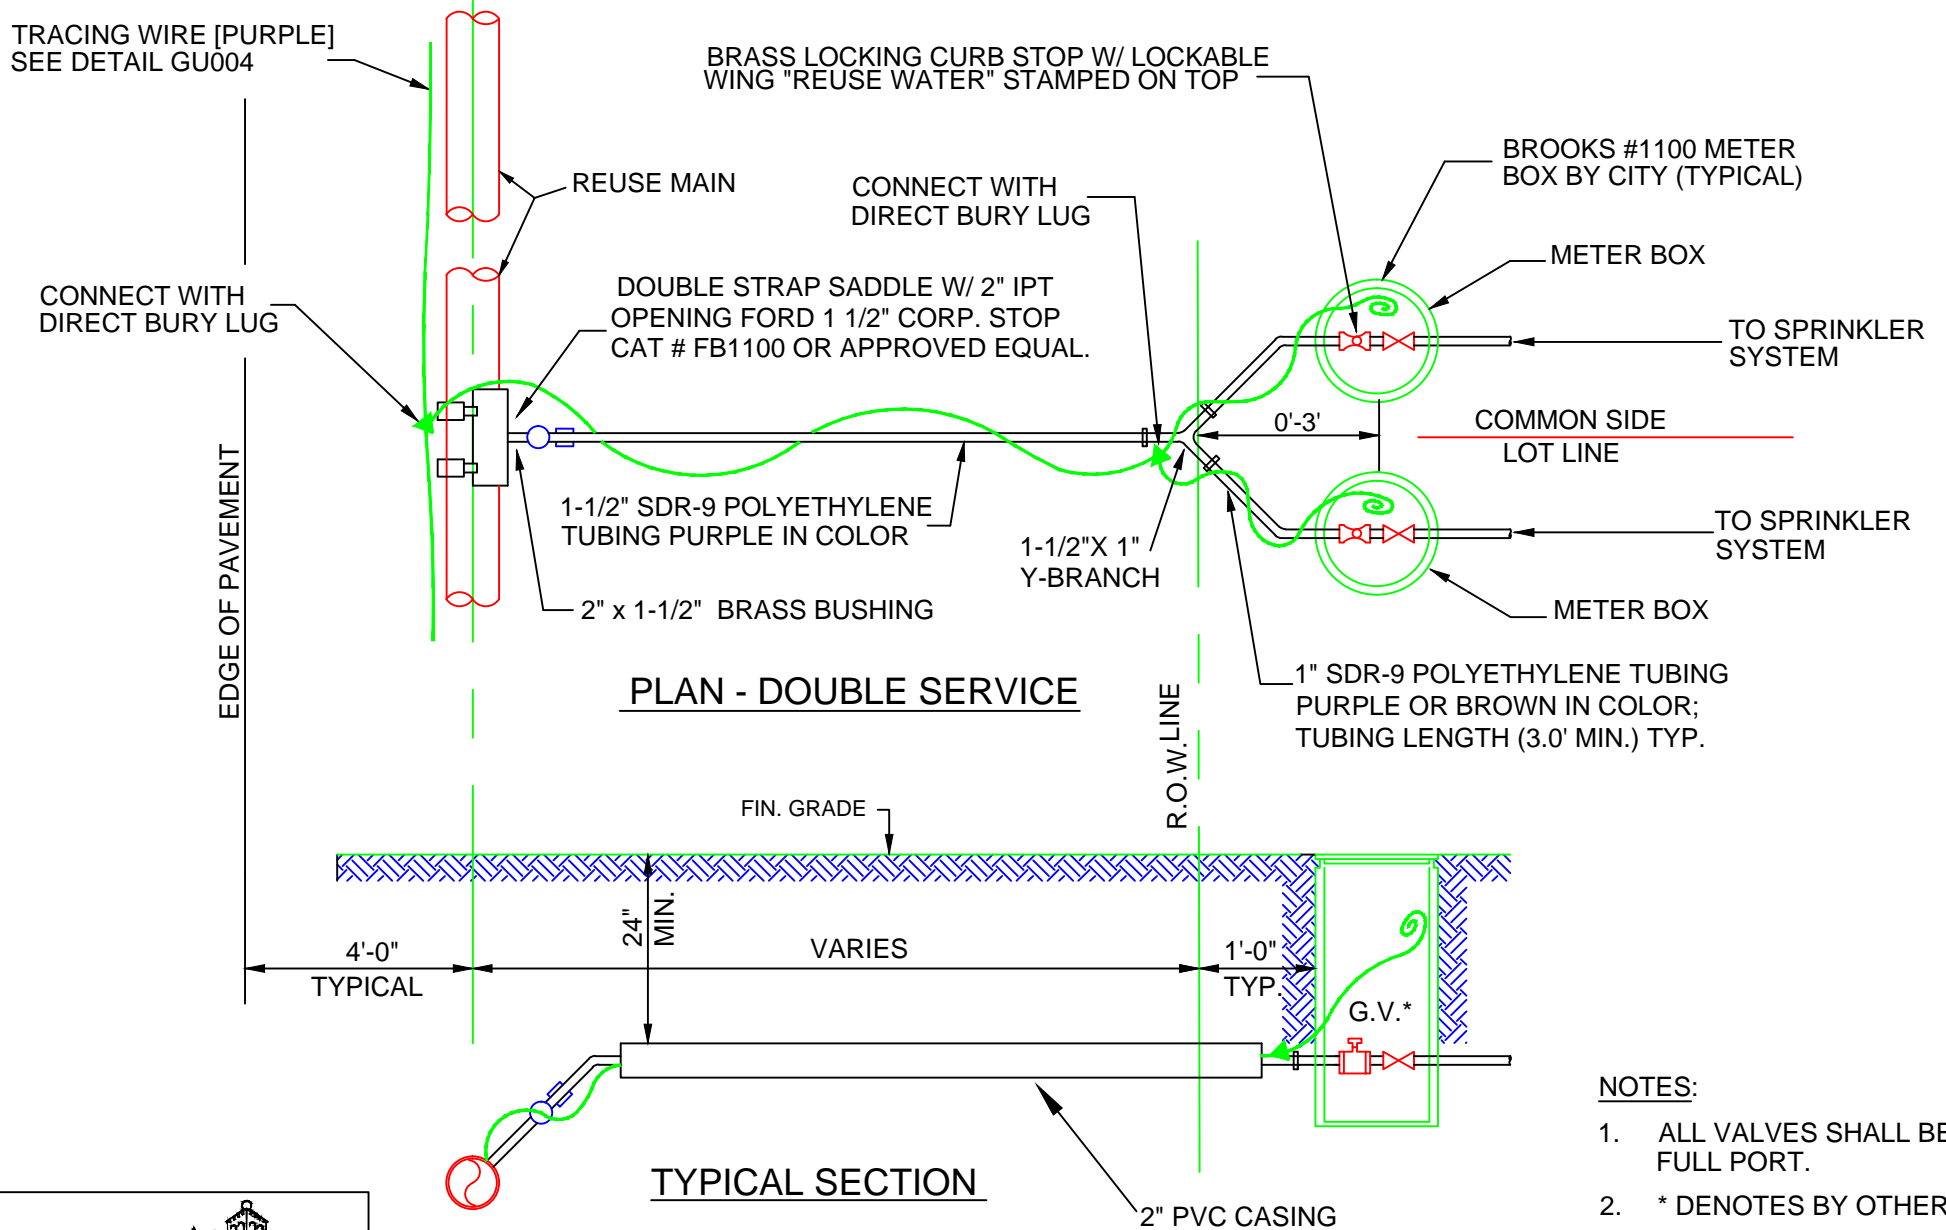 TRACING WIRE [PURPLE]
SEE DETAIL GU004
BRASS LOCKING CURB STOP W/ LOCKABLE
WING "REUSE WATER" STAMPED ON TOP
BROOKS #1100 METER
BOX BY CITY (TYPICAL)
REUSE MAIN
CONNECT WITH
DIRECT BURY LUG
METER BOX
CONNECT WITH
DIRECT BURY LUG
DOUBLE STRAP SADDLE W/ 2" IPT
OPENING FORD 1 1/2" CORP. STOP
CAT # FB1100 OR APPROVED EQUAL.
TO SPRINKLER
SYSTEM
0'-3'
COMMON SIDE
LOT LINE
1-1/2" SDR-9 POLYETHYLENE
TUBING PURPLE IN COLOR
1-1/2"X 1"
Y-BRANCH
TO SPRINKLER
SYSTEM
EDGE OF PAVEMENT
2" x 1-1/2" BRASS BUSHING
METER BOX
PLAN - DOUBLE SERVICE
R.O.W. LINE
1" SDR-9 POLYETHYLENE TUBING
PURPLE OR BROWN IN COLOR;
TUBING LENGTH (3.0' MIN.) TYP.
FIN. GRADE
24"
MIN.
4'-0"
TYPICAL
VARIES
1'-0"
TYP.
G.V.*
TYPICAL SECTION
2" PVC CASING
NOTES:
1. ALL VALVES SHALL BE
FULL PORT.
2. * DENOTES BY OTHER